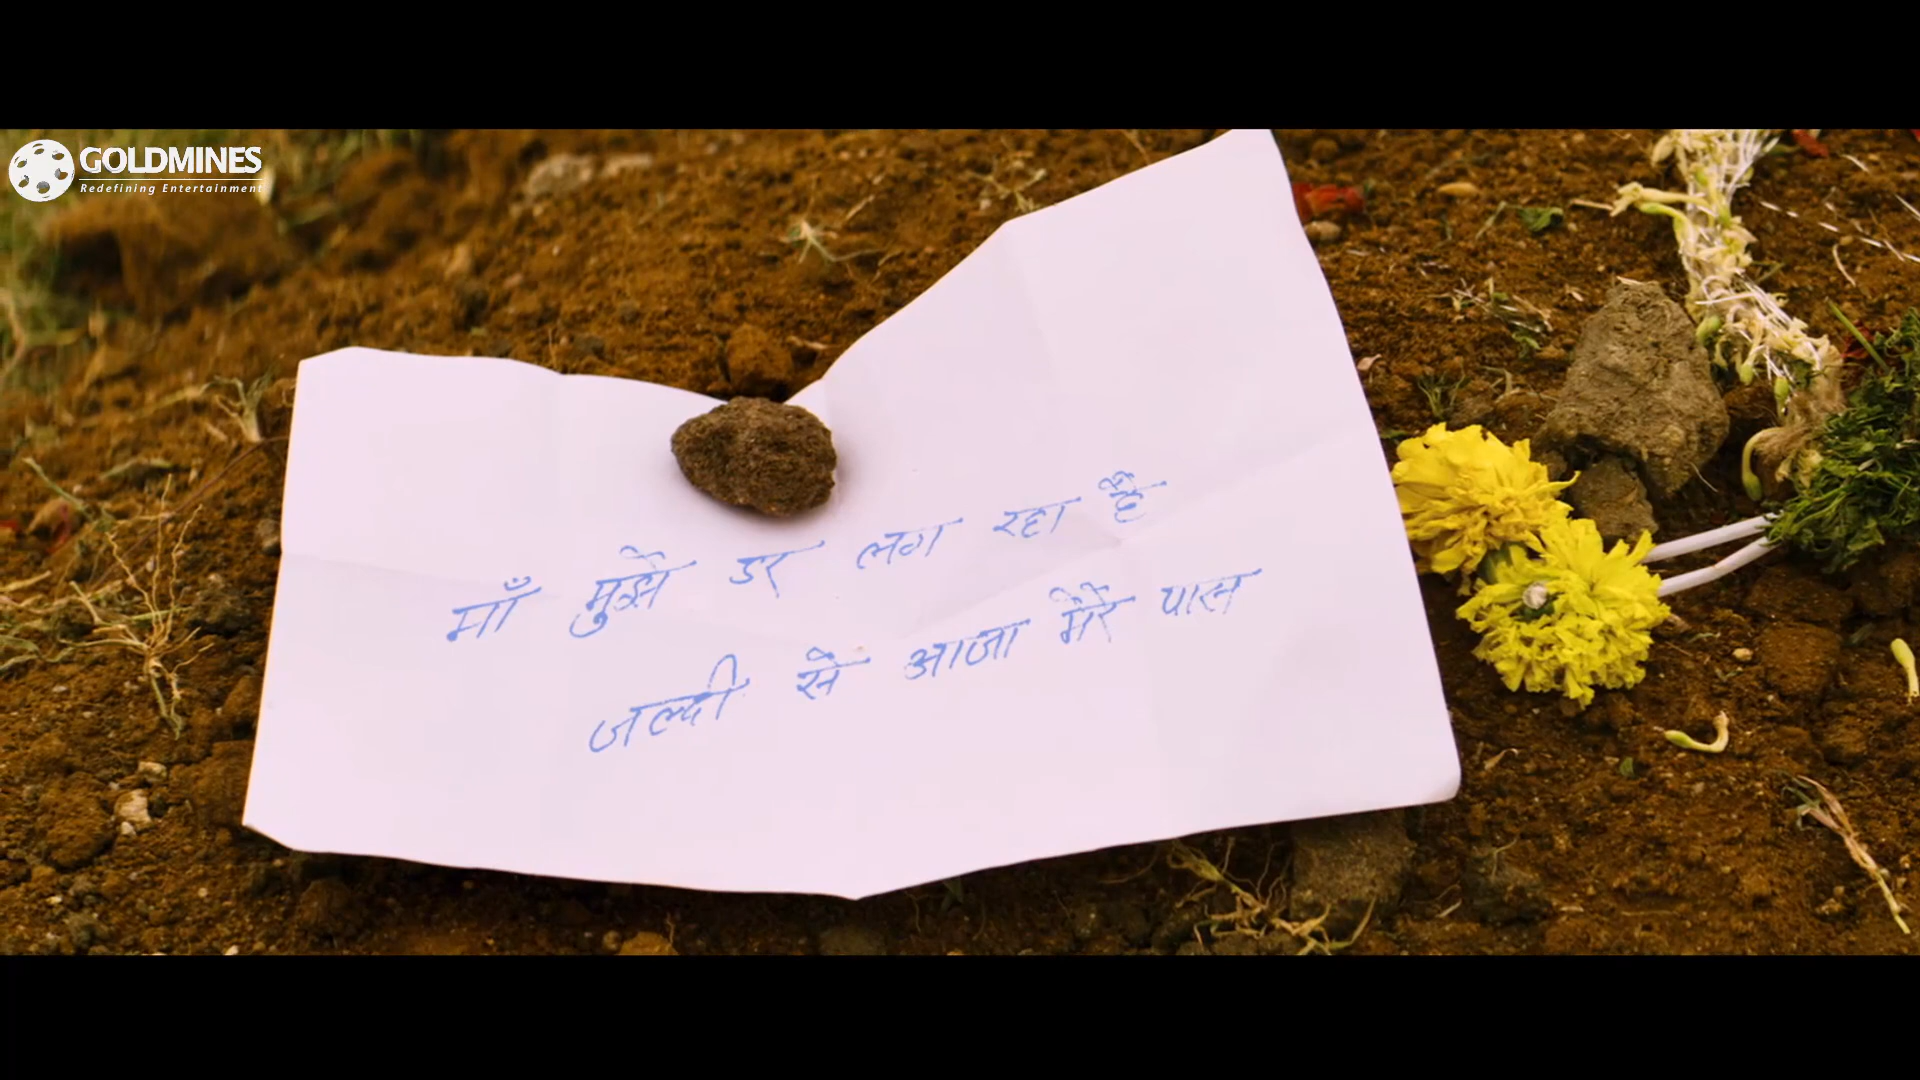 GOLDMINES
Redefining Entertainment
माँ मुझे डर लग रहा है
जल्दी से आजा मेरे पास